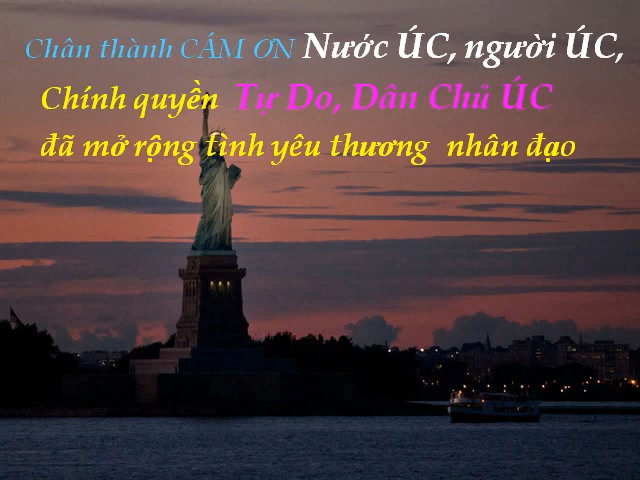 Chân thành CÁM ƠN Nước ÚC, người ÚC,
Chính quyền Tự Do, Dân Chủ ÚC
đã mở rộng tình yêu thương nhân đạo